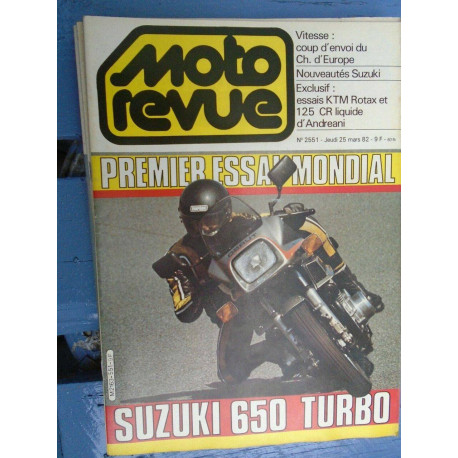 Moto
revue
Vitesse :
coup d'envoi du
Ch. d'Europe
Nouveautés Suzuki
Exclusif :
essais KTM Rotax et
125 CR liquide
d'Andreani
N° 2551 - Jeudi 25 mars 82 - 9 F -
PREMIER ESSAI MONDIAL
SUZUKI 650 TURBO